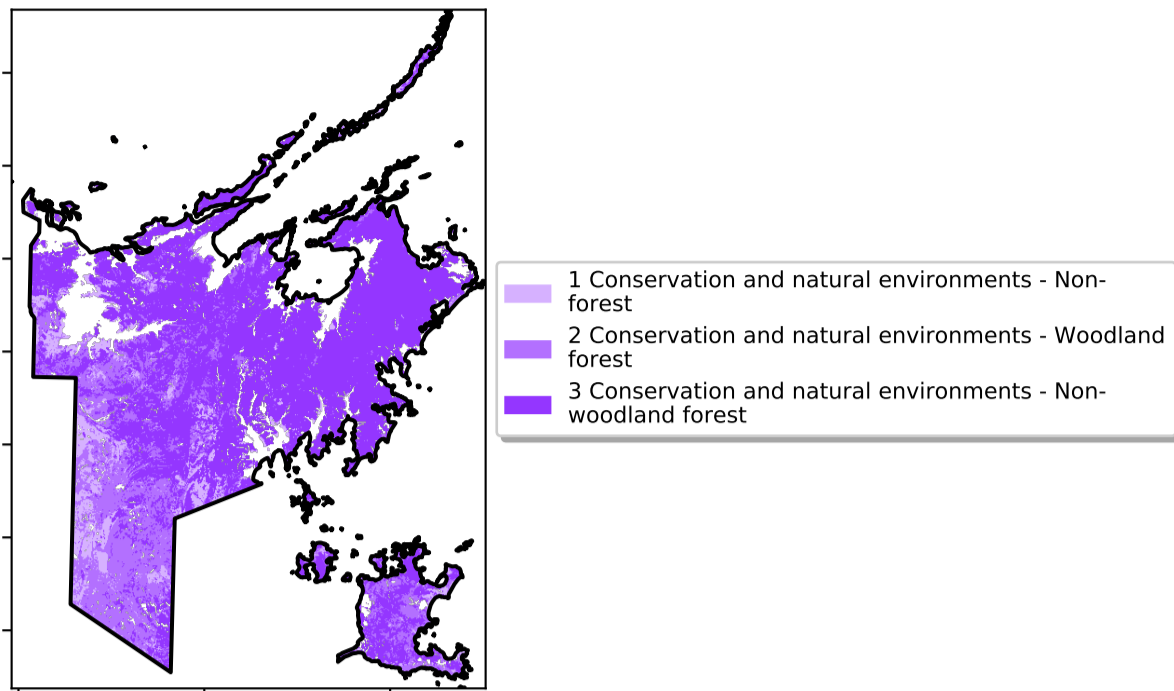 1 Conservation and natural environments - Non-
forest
2 Conservation and natural environments - Woodland
forest
3 Conservation and natural environments - Non-
woodland forest